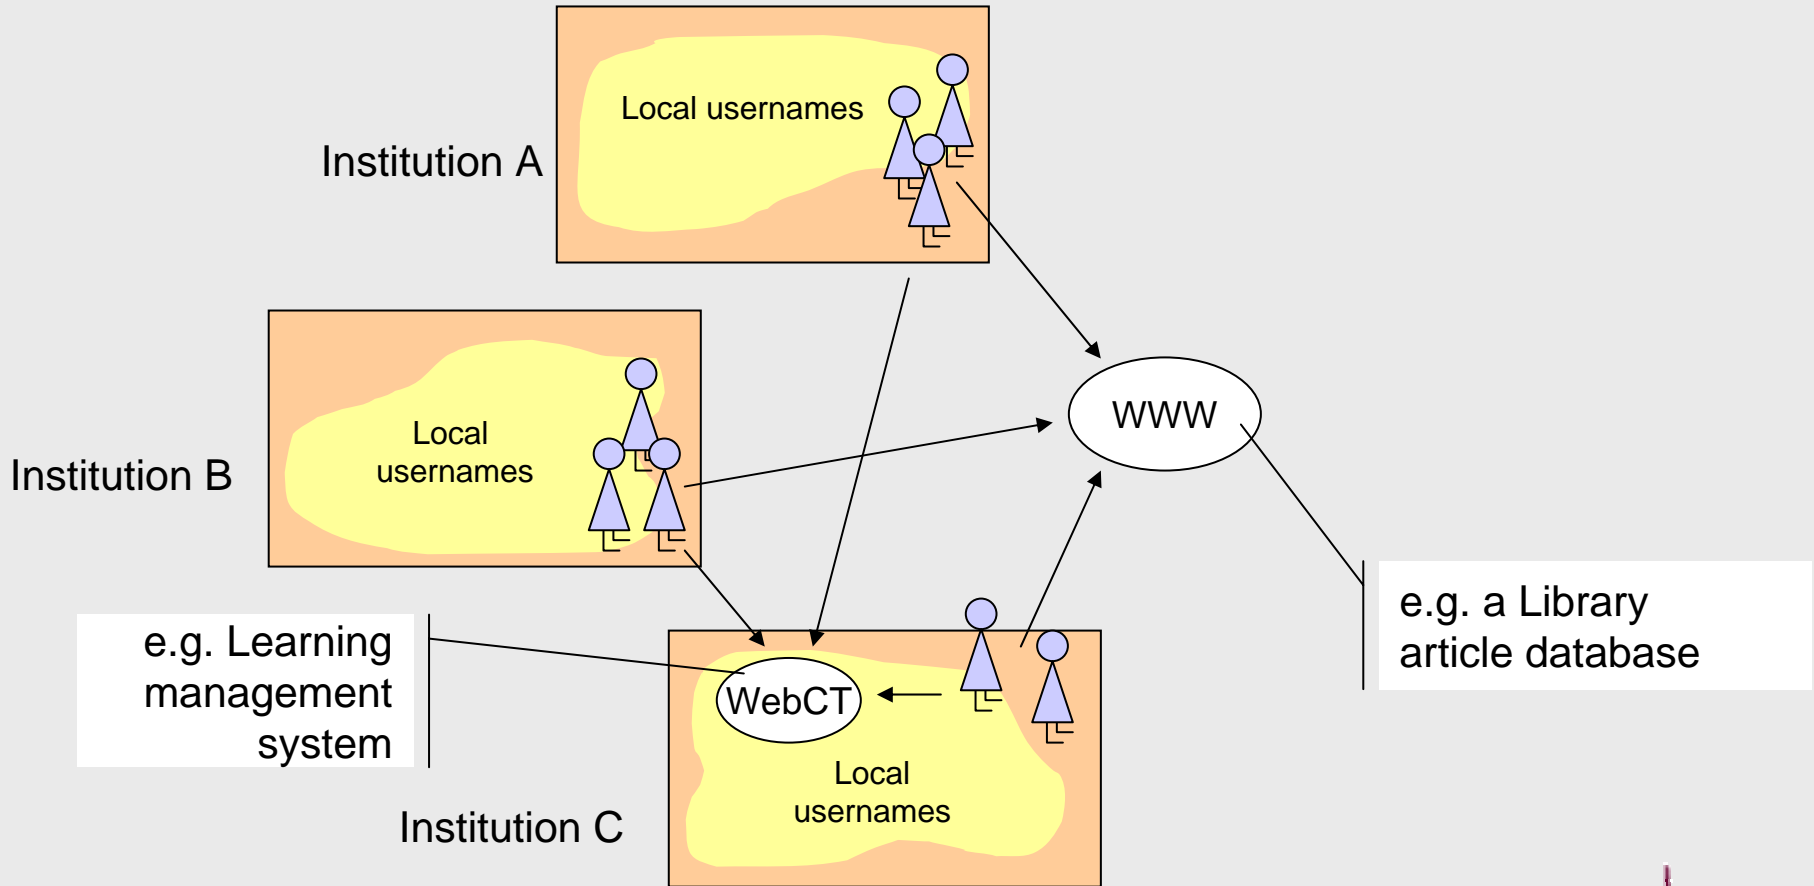 Local usernames
Institution A
Local
usernames
Institution B
WWW
e.g. a Library
article database
e.g. Learning
management
system
WebCT
Local
usernames
Institution C